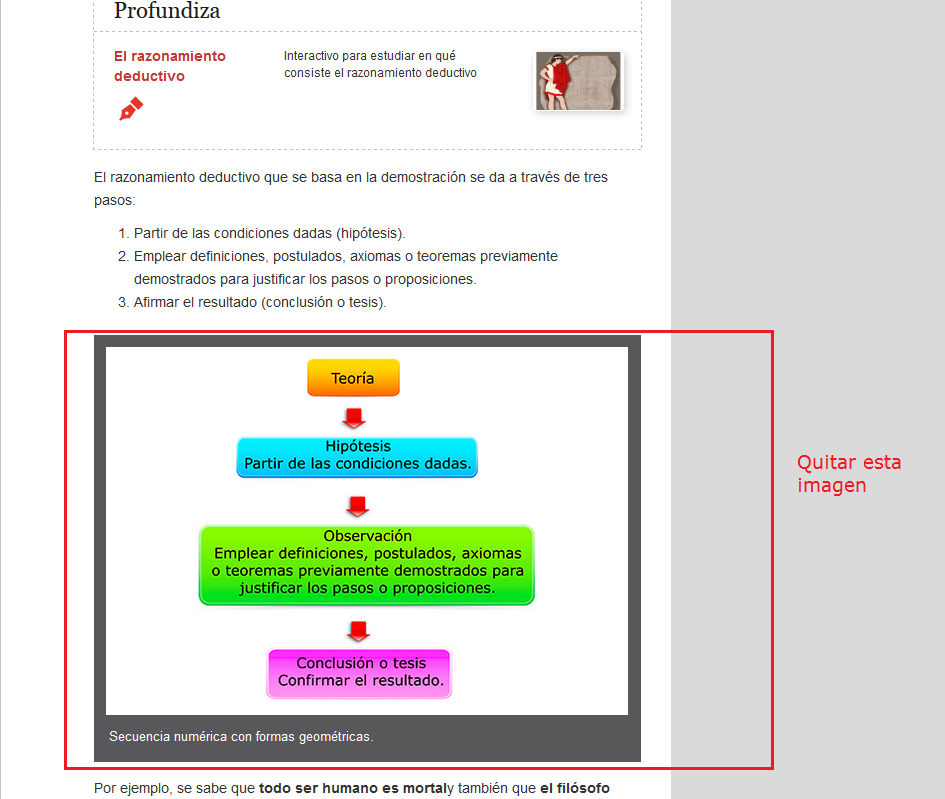 Profundiza
El razonamiento
deductivo
Interactivo para estudiar en qué
consiste el razonamiento deductivo
El razonamiento deductivo que se basa en la demostración se da a través de tres
pasos:
1. Partir de las condiciones dadas (hipótesis).
2. Emplear definiciones, postulados, axiomas o teoremas previamente
demostrados para justificar los pasos o proposiciones.
3. Afirmar el resultado (conclusión o tesis).
Teoría
Hipótesis
Partir de las condiciones dadas.
Observación
Emplear definiciones, postulados, axiomas
o teoremas previamente demostrados para
justificar los pasos o proposiciones.
Conclusión o tesis
Confirmar el resultado.
Secuencia numérica con formas geométricas.
Quitar esta
imagen
Por ejemplo, se sabe que todo ser humano es mortaly también que el filósofo